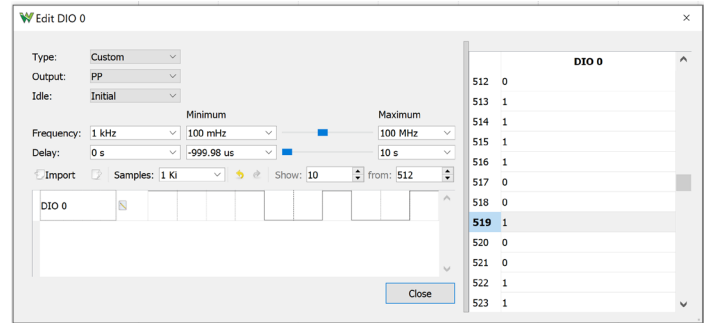 Edit DIO 0
Type: Custom
Output: PP
Idle: Initial
Minimum Maximum
Frequency: 1 kHz 100 mHz 100 MHz
Delay: 0 s -999.98 us 10 s
Import Samples: 1 Ki Show: 10 from: 512
DIO 0
Close
DIO 0
512 0
513 1
514 1
515 1
516 1
517 0
518 0
519 1
520 0
521 0
522 1
523 1